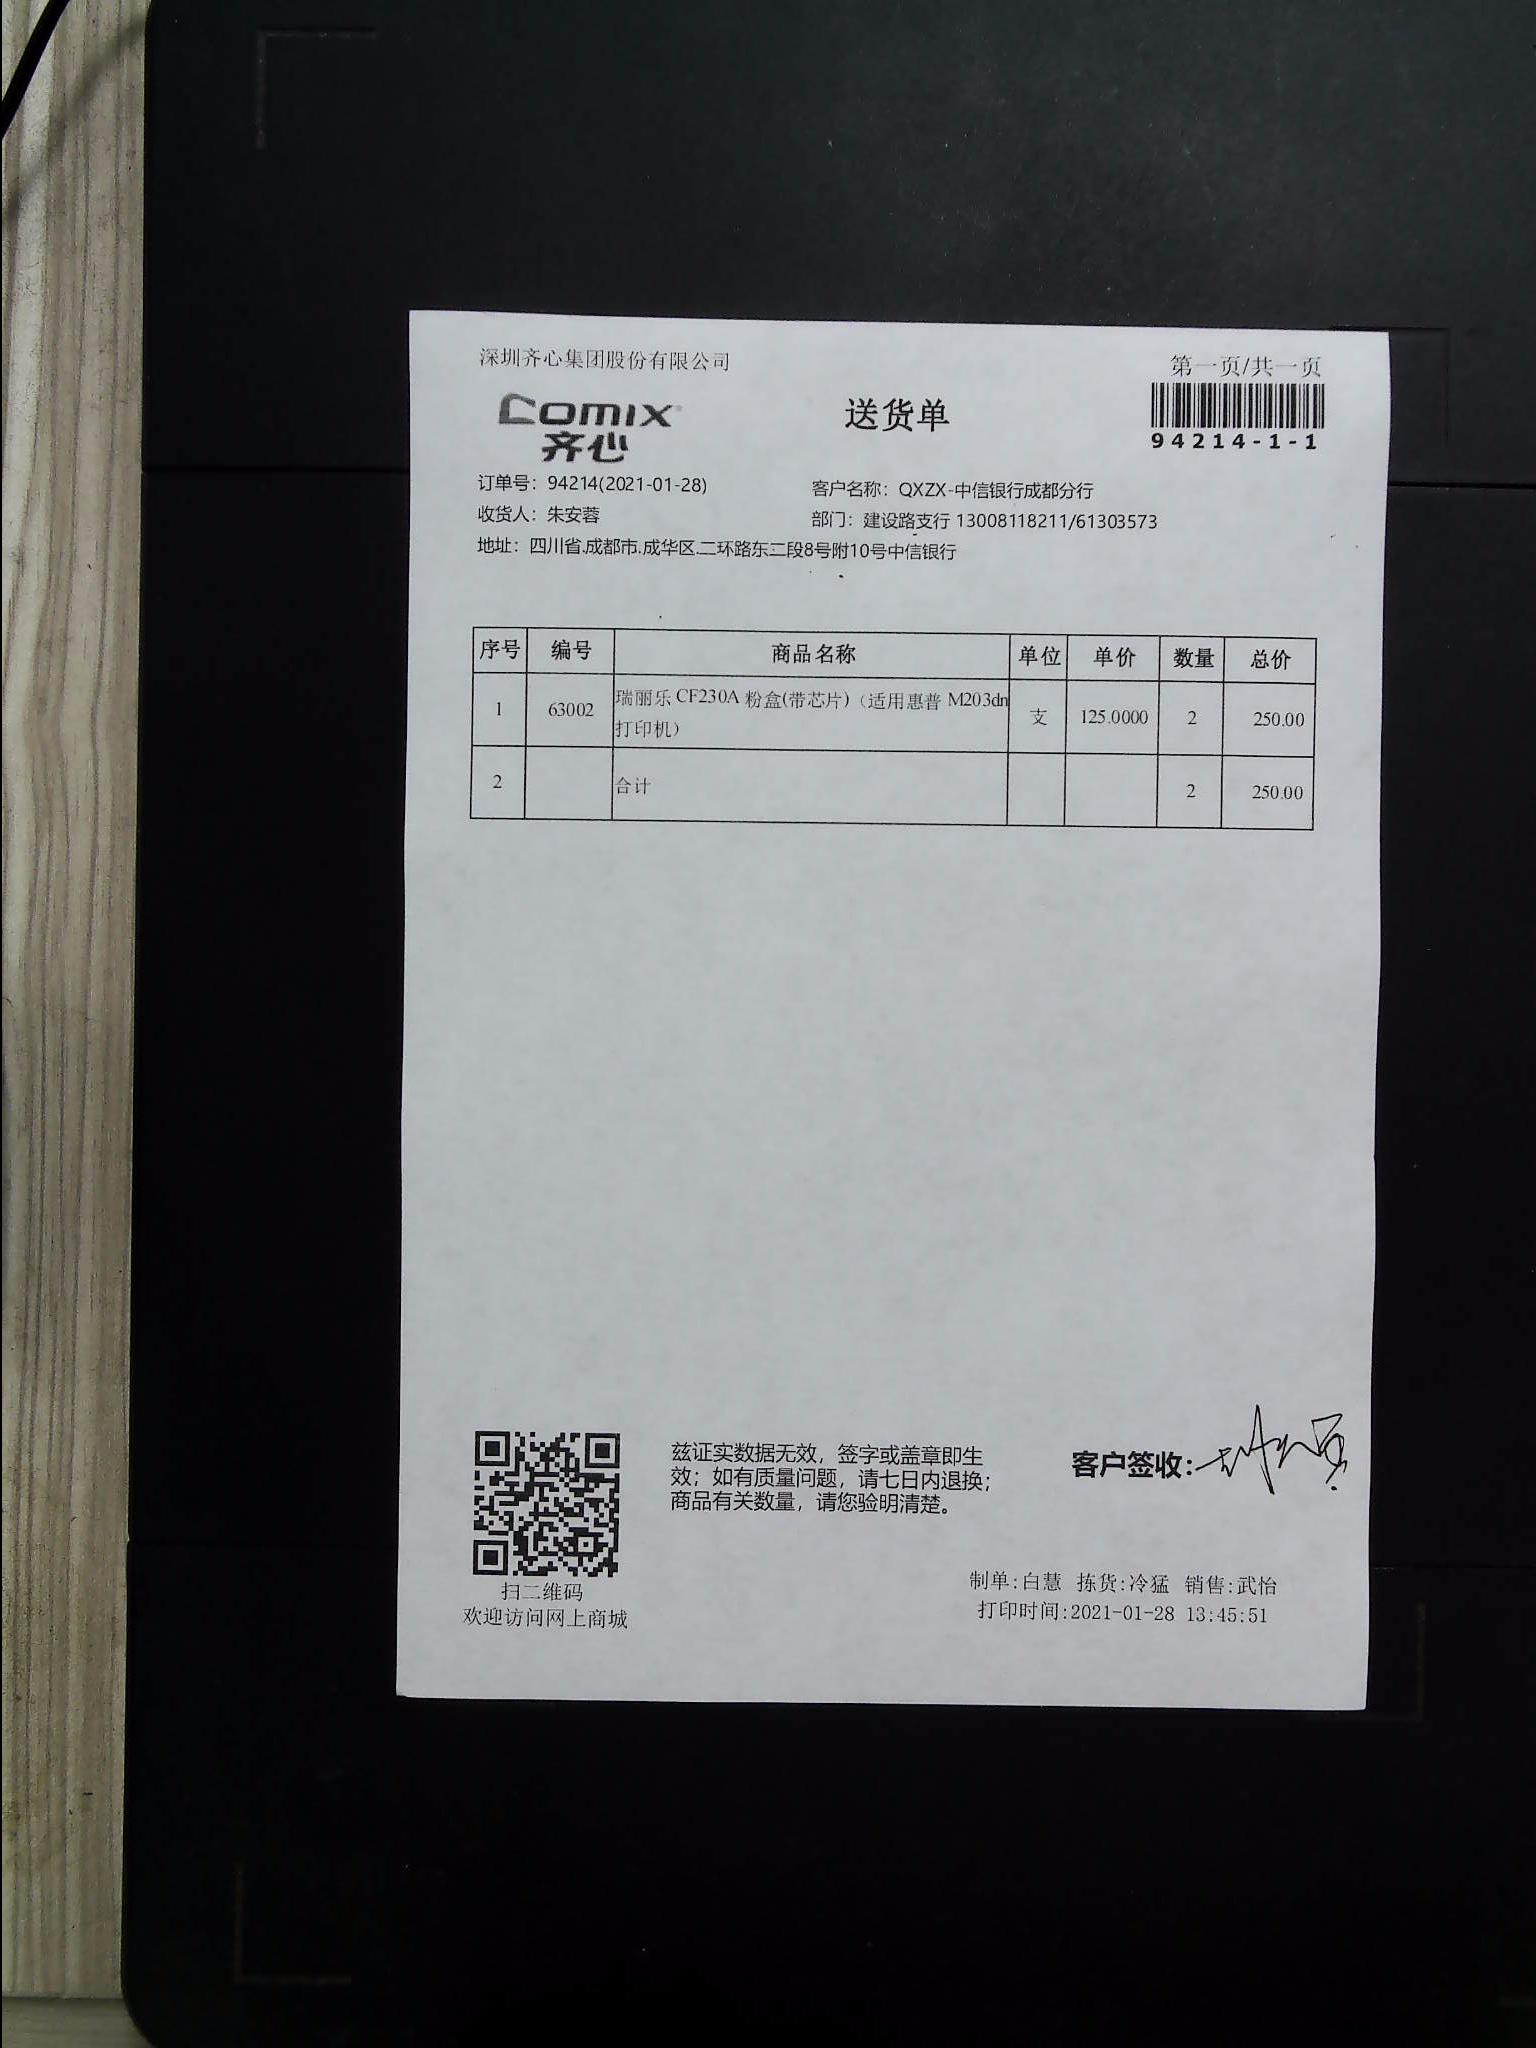 深圳齐心集团股份有限公司
第一页/共一页
comix
齐心
送货单
94214-1-1
订单号：94214(2021-01-28)
客户名称：QXZX-中信银行成都分行
收货人：朱安蓉
部门：建设路支行 13008118211/61303573
地址：四川省.成都市.成华区.二环路东二段8号附10号中信银行
序号 编号 商品名称 单位 单价 数量 总价
1 63002 瑞丽乐 CF230A 粉盒(带芯片)（适用惠普 M203dn 支 125.0000 2 250.00
打印机）
2 合计 2 250.00
兹证实数据无效，签字或盖章即生
效；如有质量问题，请七日内退换；
商品有关数量，请您验明清楚。
客户签收：
扫二维码
欢迎访问网上商城
制单:白慧 拣货:冷猛 销售:武怡
打印时间:2021-01-28 13:45:51